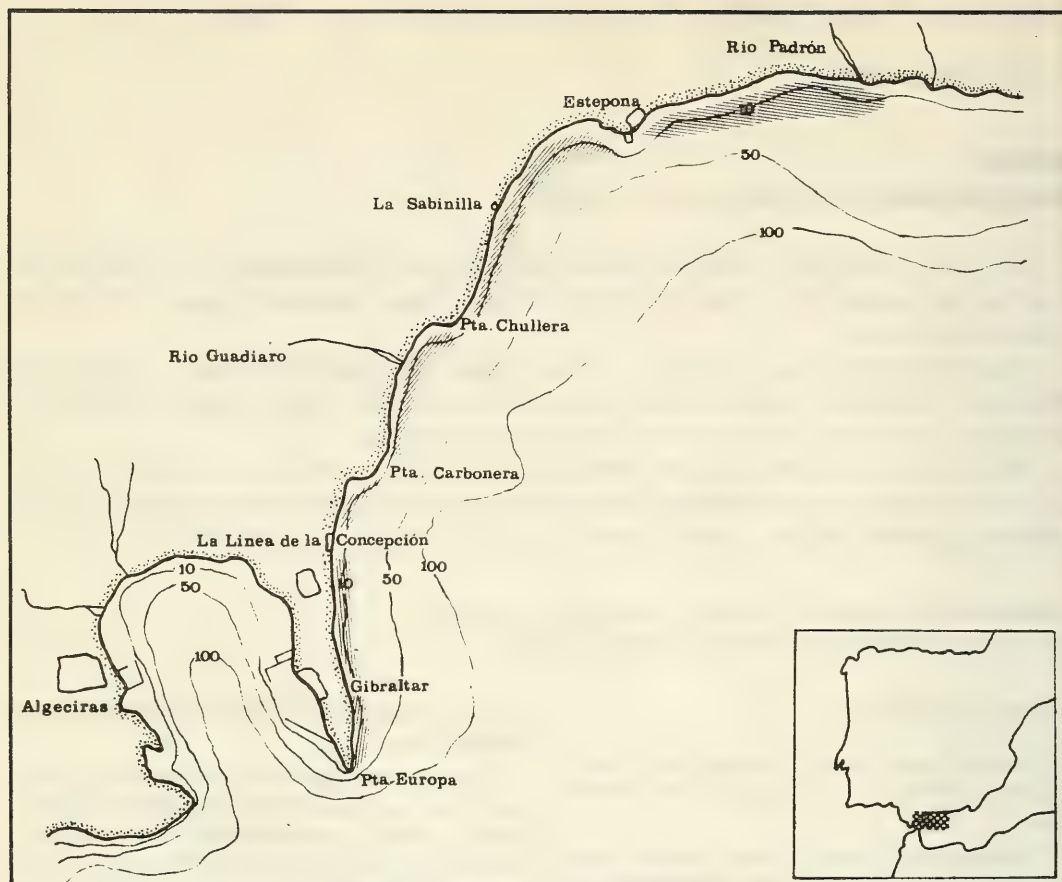 Rio Padrón
Estepona
10
50
La Sabinilla
100
Pta. Chullera
Rio Guadiaro
Pta. Carbonera
La Linea de la Concepción
10
50
10
50
100
100
Gibraltar
Algeciras
Pta. Europa